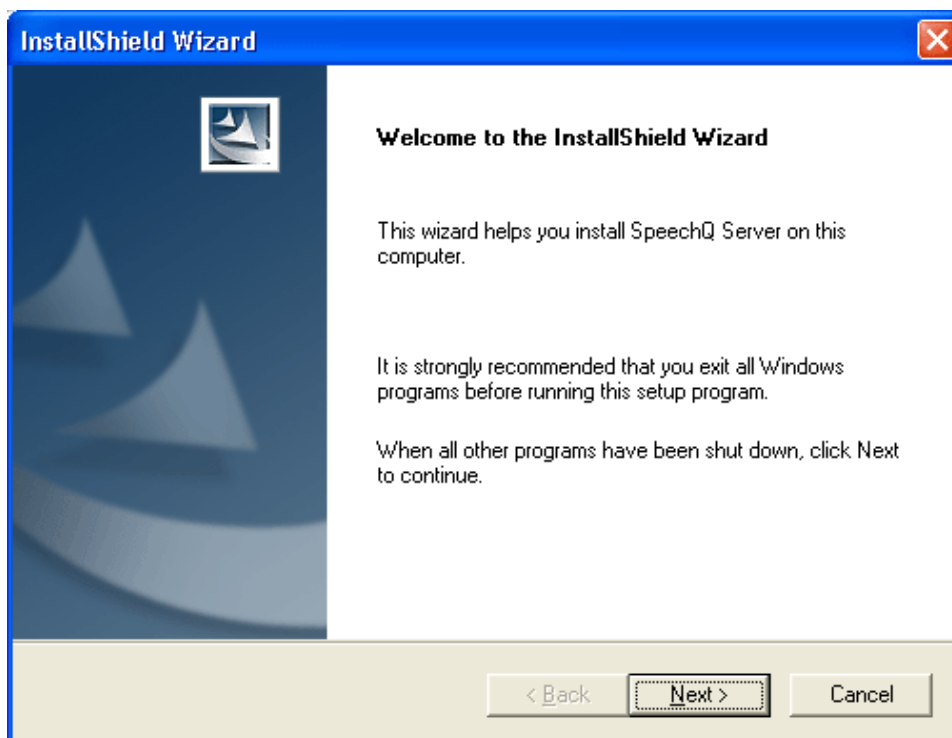 InstallShield Wizard
Welcome to the InstallShield Wizard
This wizard helps you install SpeechQ Server on this
computer.
It is strongly recommended that you exit all Windows
programs before running this setup program.
When all other programs have been shut down, click Next
to continue.
< Back
Next >
Cancel